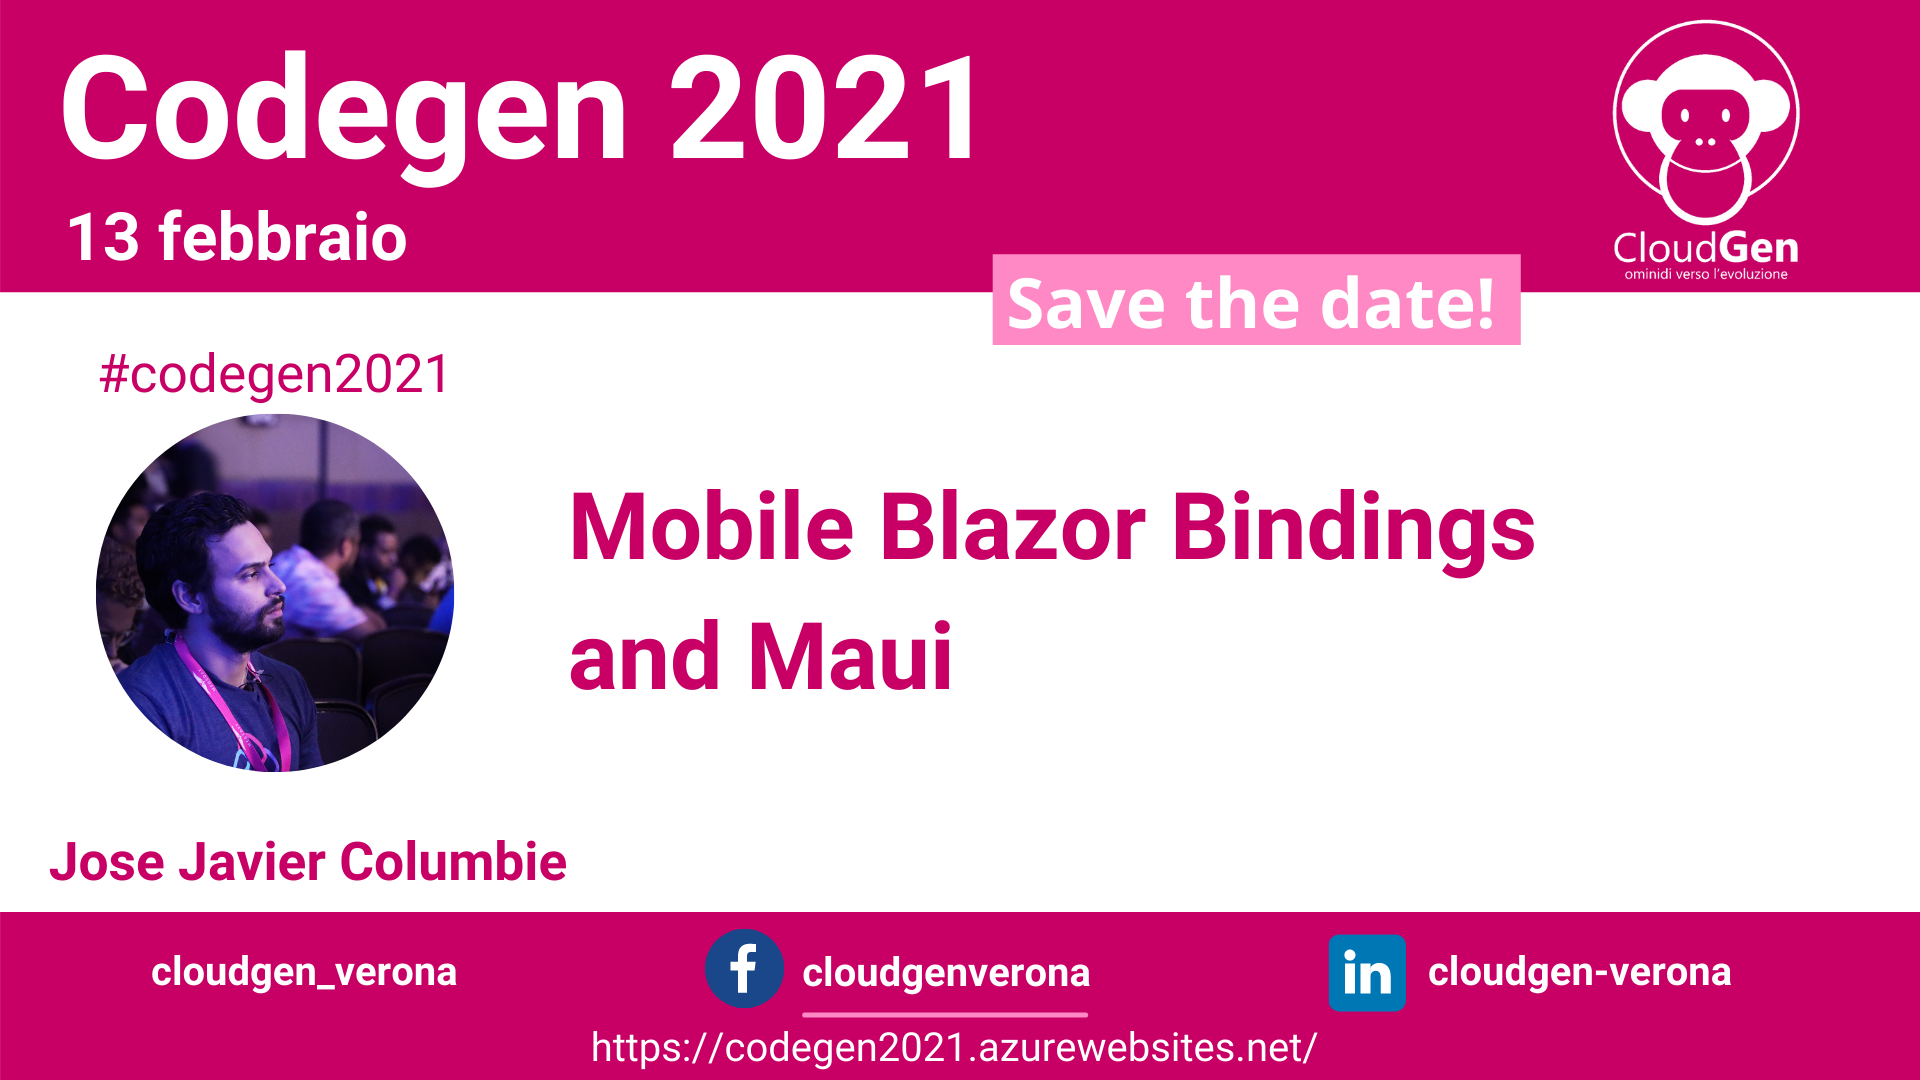 Codegen 2021
13 febbraio
CloudGen
ominidi verso l'evoluzione
Save the date!
#codegen2021
Mobile Blazor Bindings
and Maui
Jose Javier Columbie
cloudgen_verona
f cloudgenverona
in cloudgen-verona
https://codegen2021.azurewebsites.net/